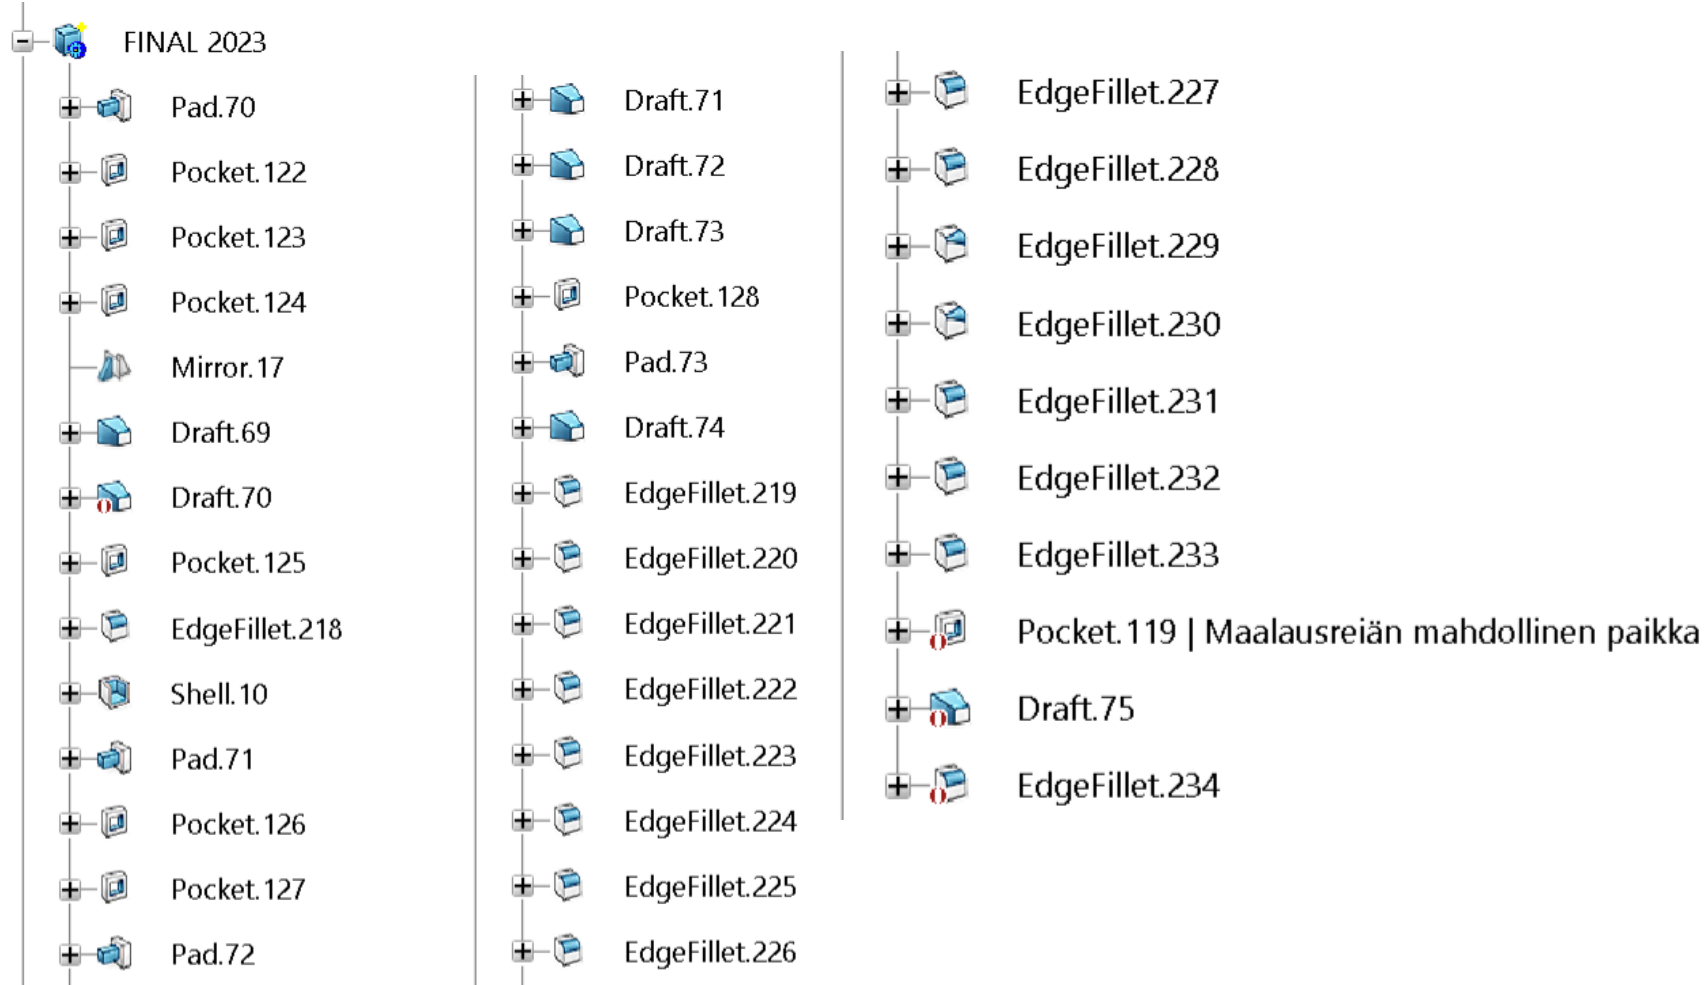 FINAL 2023
Pad.70
Pocket.122
Pocket.123
Pocket.124
Mirror.17
Draft.69
Draft.70
Pocket.125
EdgeFillet.218
Shell.10
Pad.71
Pocket.126
Pocket.127
Pad.72
Draft.71
Draft.72
Draft.73
Pocket.128
Pad.73
Draft.74
EdgeFillet.219
EdgeFillet.220
EdgeFillet.221
EdgeFillet.222
EdgeFillet.223
EdgeFillet.224
EdgeFillet.225
EdgeFillet.226
EdgeFillet.227
EdgeFillet.228
EdgeFillet.229
EdgeFillet.230
EdgeFillet.231
EdgeFillet.232
EdgeFillet.233
Pocket.119 | Maalausreiän mahdollinen paikka
Draft.75
EdgeFillet.234